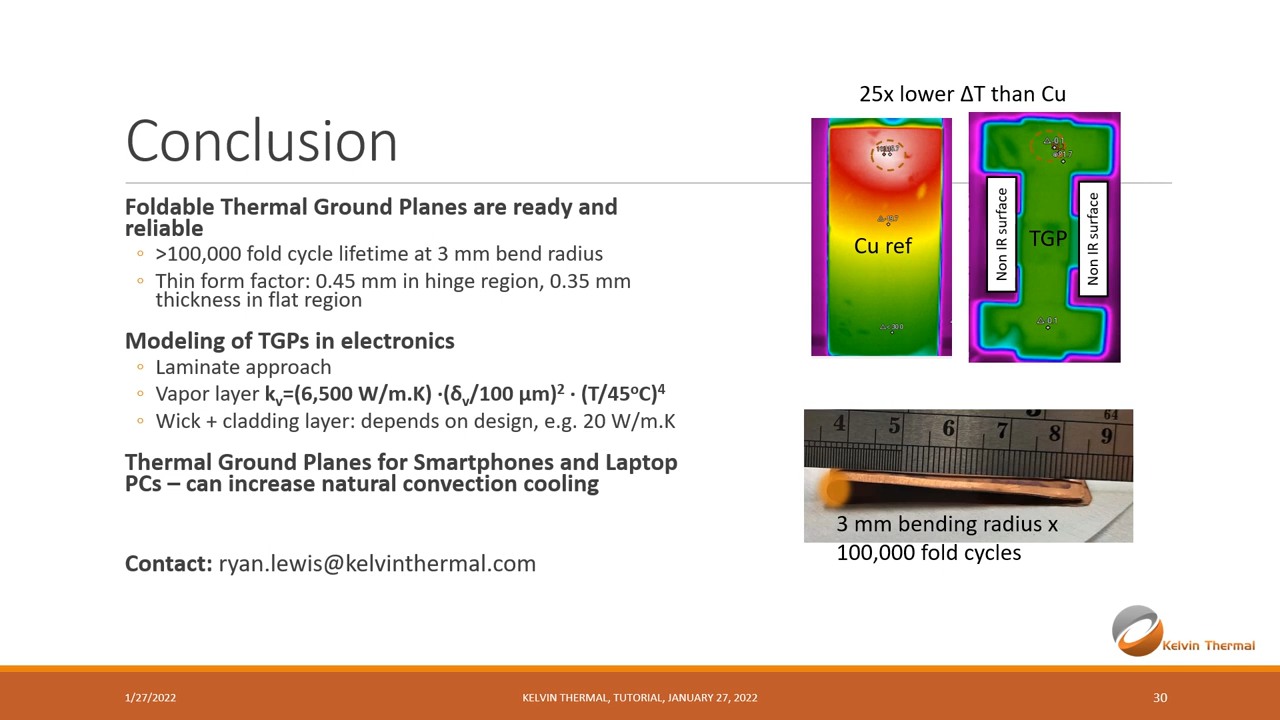 25x lower ΔT than Cu
Conclusion
Foldable Thermal Ground Planes are ready and
reliable
>100,000 fold cycle lifetime at 3 mm bend radius
Thin form factor: 0.45 mm in hinge region, 0.35 mm
thickness in flat region
Modeling of TGPs in electronics
Laminate approach
Vapor layer kᵥ=(6,500 W/m.K) ·(δᵥ/100 µm)² · (T/45ºC)⁴
Wick + cladding layer: depends on design, e.g. 20 W/m.K
Thermal Ground Planes for Smartphones and Laptop
PCs – can increase natural convection cooling
Contact: ryan.lewis@kelvinthermal.com
Cu ref
Non IR surface
TGP
Non IR surface
4 5 6 7 8 9
64
3 mm bending radius x
100,000 fold cycles
Kelvin Thermal
1/27/2022
KELVIN THERMAL, TUTORIAL, JANUARY 27, 2022
30